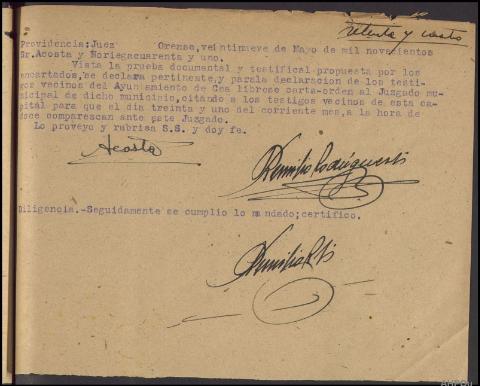 setenta y cuatro
Providencia:Juez Orense,veintinueve de Mayo de mil novecientos
Sr.Acosta y Noriegacuarenta y uno.
Vista la prueba documental y testifical propuesta por los
encartados,se declara pertinente,y parala declaracion de los testi-
gos vecinos del Ayuntamiento de Cea librese carta-orden al Juzgado mu-
nicipal de dicho municipio,citando a los testigos vecinos de esta ca-
pital para que el dia treinta y uno del corriente mes,a la hora de
doce comparescan ante este Juzgado.
Lo proveyo y rubrica S.S. y doy fe.
Acosta
Diligencia.-Seguidamente se cumplio lo mandado;certifico.